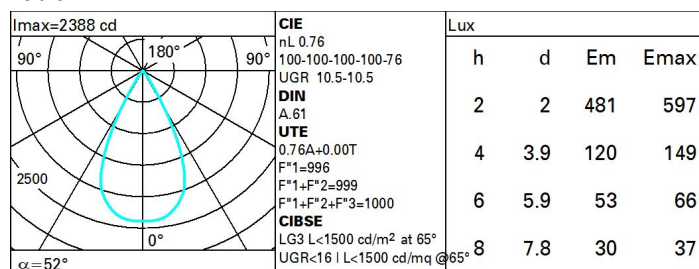 Imax=2388 cd
90° 180° 90°
2500
0°
α=52°
CIE
nL 0.76
100-100-100-100-76
UGR 10.5-10.5
DIN
A.61
UTE
0.76A+0.00T
F"1=996
F"1+F"2=999
F"1+F"2+F"3=1000
CIBSE
LG3 L<1500 cd/m² at 65°
UGR<16 | L<1500 cd/mq @65°
Lux
h d Em Emax
2 2 481 597
4 3.9 120 149
6 5.9 53 66
8 7.8 30 37